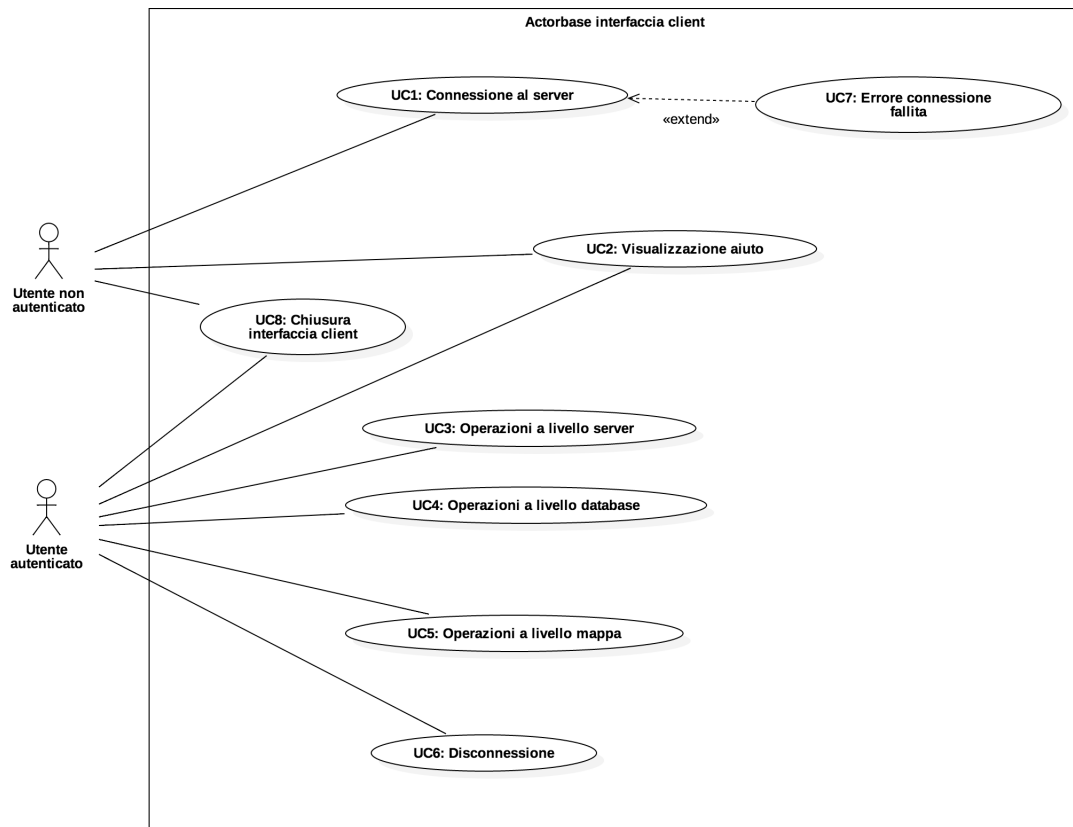 Actorbase interfaccia client
UC1: Connessione al server
UC7: Errore connessione
fallita
«extend»
UC2: Visualizzazione aiuto
Utente non
autenticato
UC8: Chiusura
interfaccia client
UC3: Operazioni a livello server
UC4: Operazioni a livello database
Utente
autenticato
UC5: Operazioni a livello mappa
UC6: Disconnessione